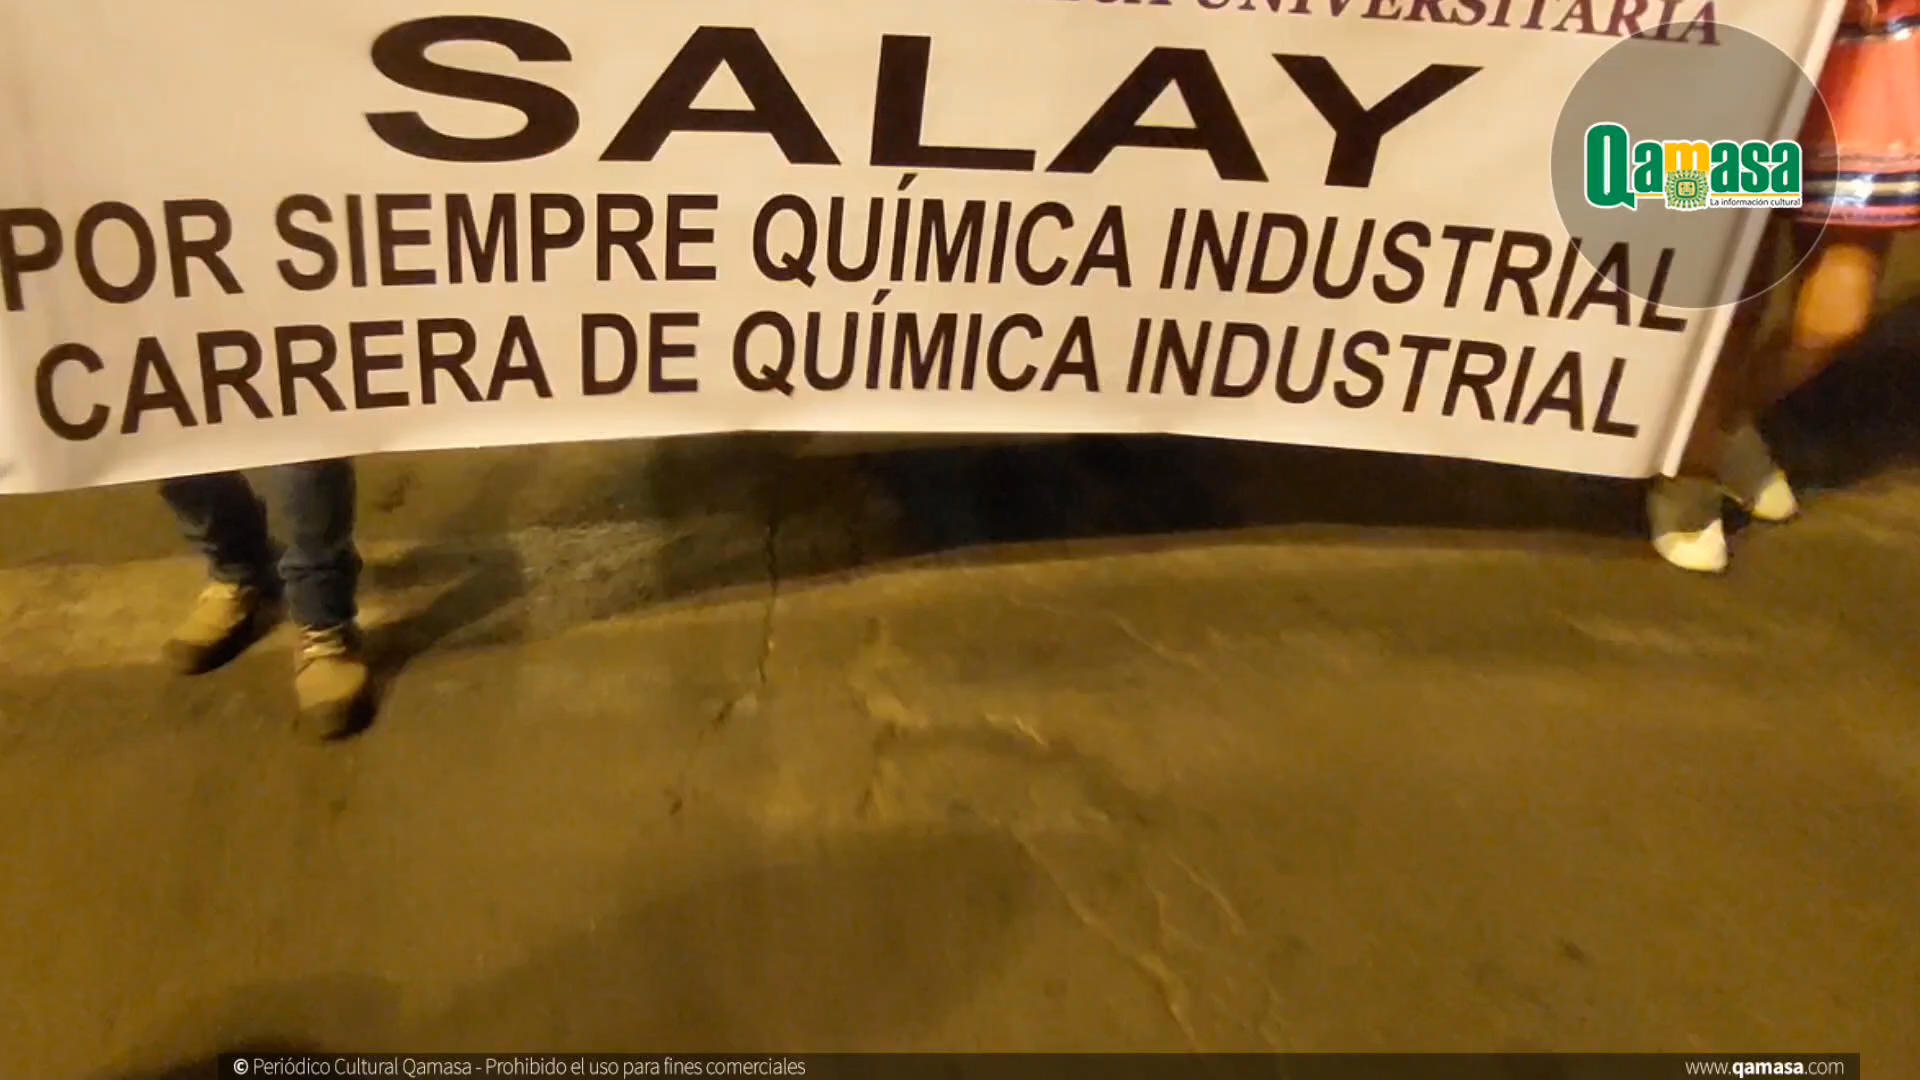 UNIVERSITARIA
SALAY
POR SIEMPRE QUÍMICA INDUSTRIAL
CARRERA DE QUÍMICA INDUSTRIAL
Qamasa
La información cultural
© Periódico Cultural Qamasa - Prohibido el uso para fines comerciales
www.qamasa.com